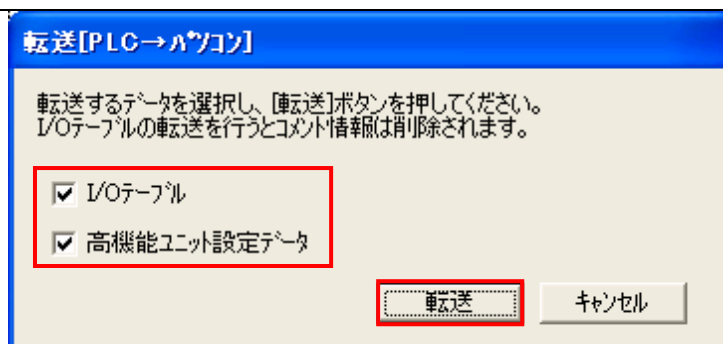 転送[PLC→ﾊﾟｿｺﾝ]
転送するﾃﾞｰﾀを選択し、[転送]ﾎﾞﾀﾝを押してください。
I/Oﾃｰﾌﾞﾙの転送を行うとｺﾒﾝﾄ情報は削除されます。
I/Oﾃｰﾌﾞﾙ
高機能ﾕﾆｯﾄ設定ﾃﾞｰﾀ
転送 ｷｬﾝｾﾙ